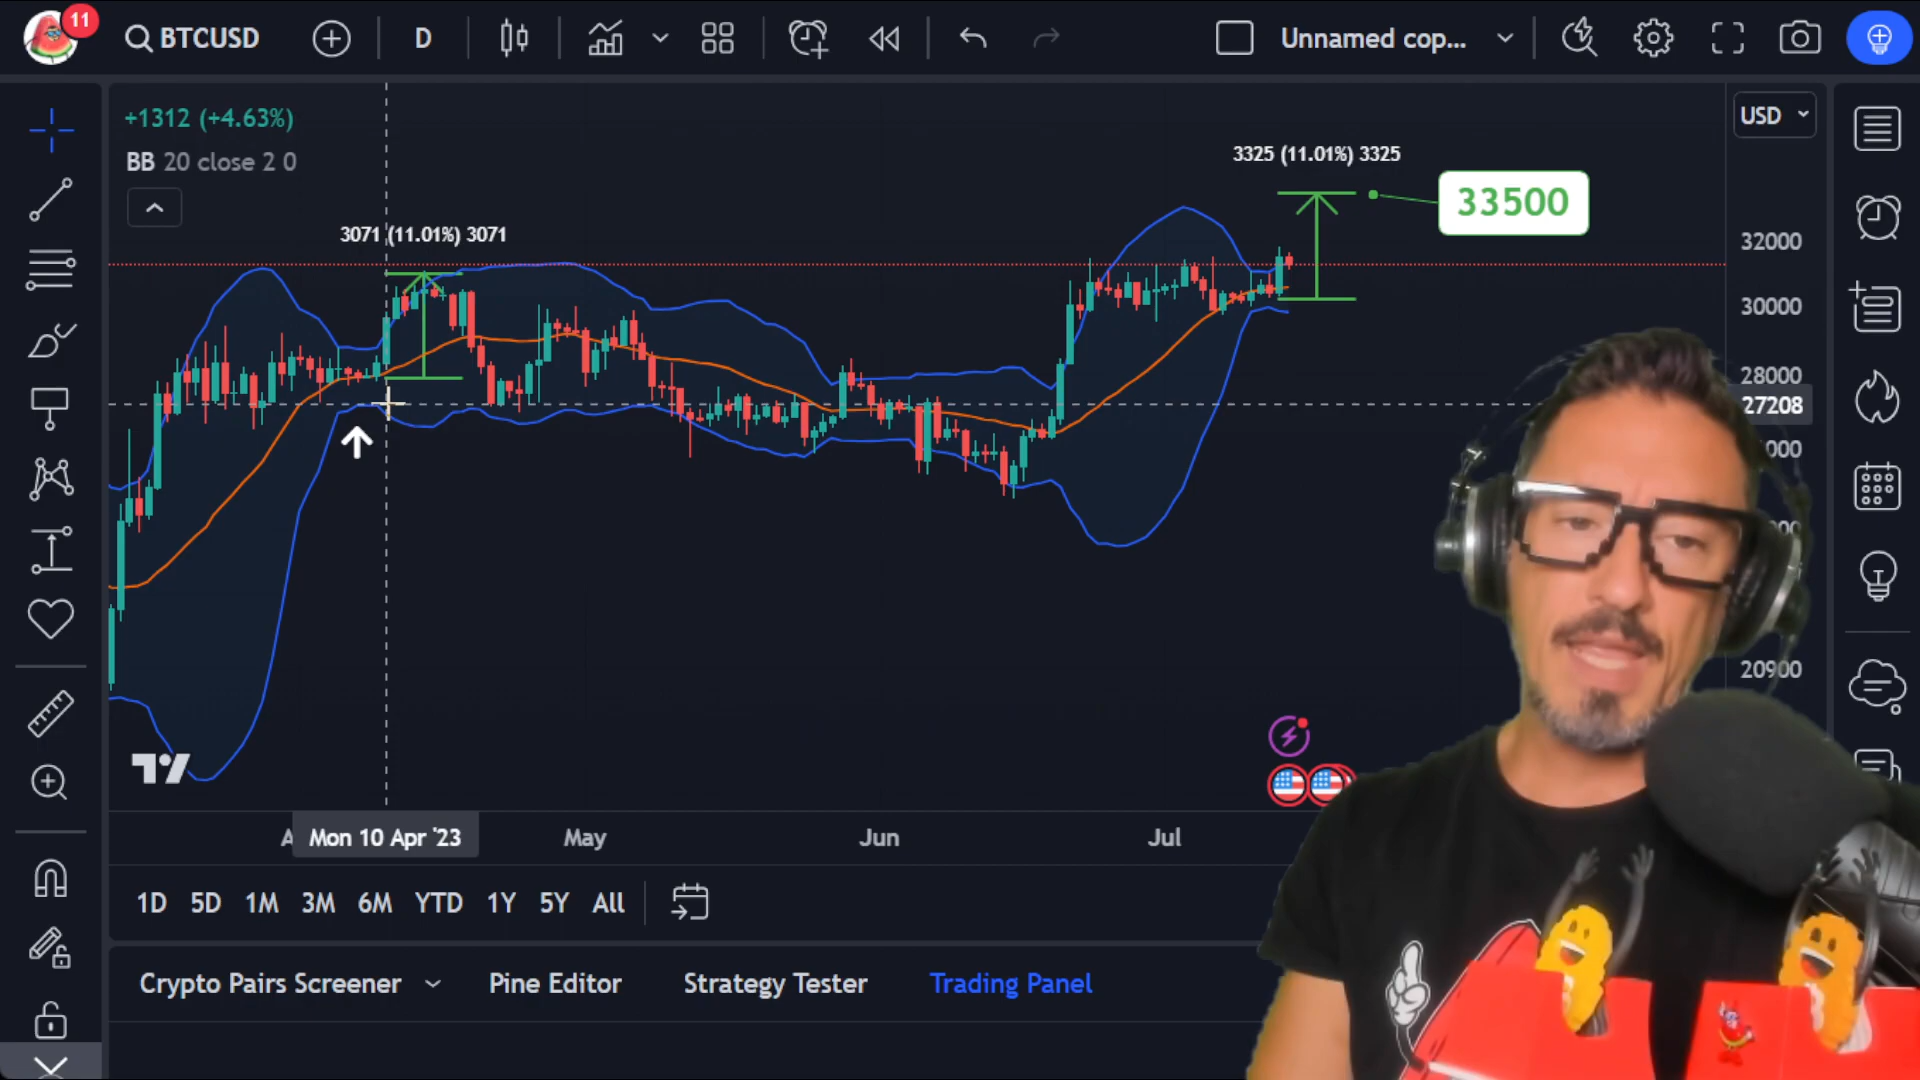 11
BTCUSD
D
Unnamed cop...
+1312 (+4.63%)
BB 20 close 2 0
USD
3325 (11.01%) 3325
33500
3071 (11.01%) 3071
32000
30000
28000
27208
20900
Mon 10 Apr '23
May
Jun
Jul
1D 5D 1M 3M 6M YTD 1Y 5Y All
Crypto Pairs Screener
Pine Editor
Strategy Tester
Trading Panel